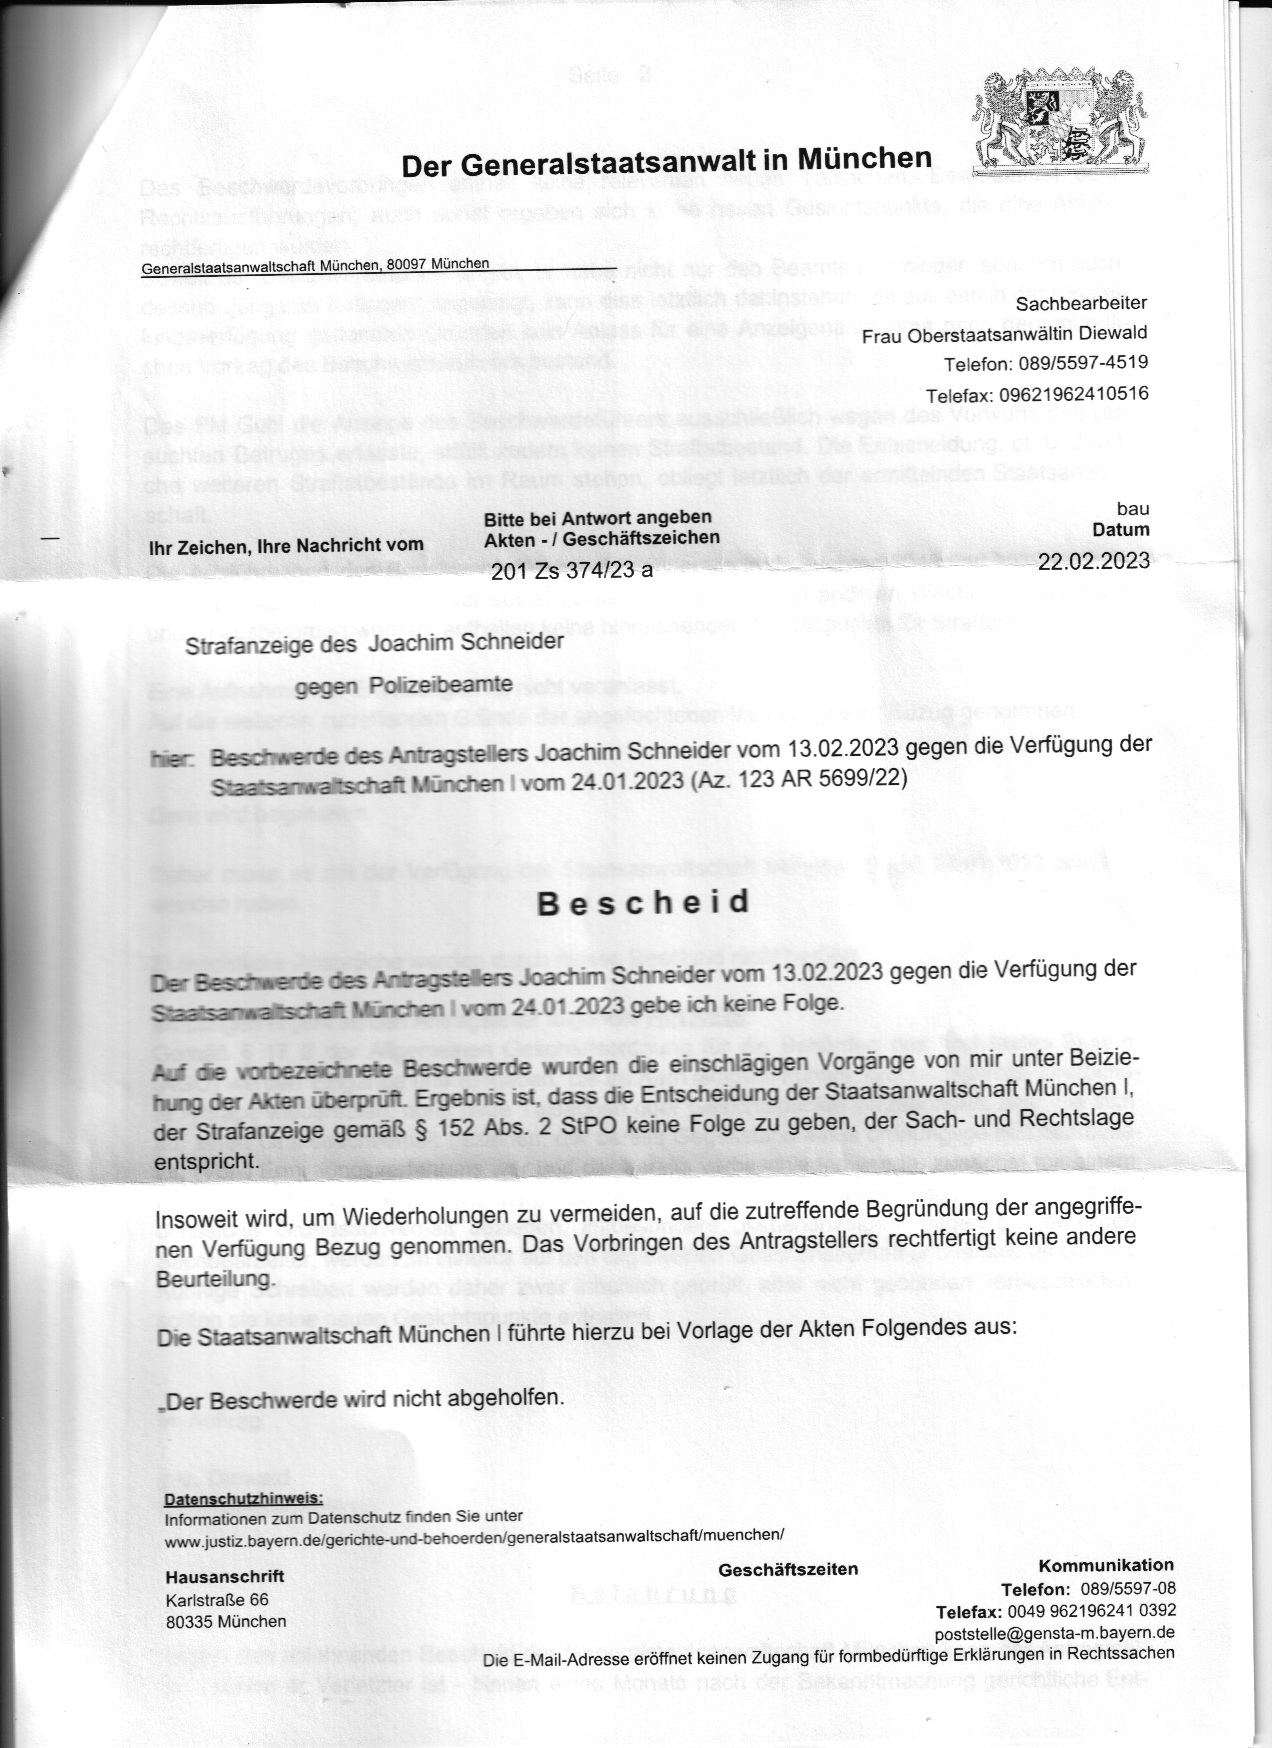 Der Generalstaatsanwalt in München
Generalstaatsanwaltschaft München, 80097 München
Sachbearbeiter
Frau Oberstaatsanwältin Diewald
Telefon: 089/5597-4519
Telefax: 09621962410516
bau
Ihr Zeichen, Ihre Nachricht vom
Bitte bei Antwort angeben
Akten - / Geschäftszeichen
201 Zs 374/23 a
Datum
22.02.2023
Strafanzeige des Joachim Schneider
gegen Polizeibeamte
hier: Beschwerde des Antragstellers Joachim Schneider vom 13.02.2023 gegen die Verfügung der
Staatsanwaltschaft München I vom 24.01.2023 (Az. 123 AR 5699/22)
B e s c h e i d
Der Beschwerde des Antragstellers Joachim Schneider vom 13.02.2023 gegen die Verfügung der
Staatsanwaltschaft München I vom 24.01.2023 gebe ich keine Folge.
Auf die vorbezeichnete Beschwerde wurden die einschlägigen Vorgänge von mir unter Beizie-
hung der Akten überprüft. Ergebnis ist, dass die Entscheidung der Staatsanwaltschaft München I,
der Strafanzeige gemäß § 152 Abs. 2 StPO keine Folge zu geben, der Sach- und Rechtslage
entspricht.
Insoweit wird, um Wiederholungen zu vermeiden, auf die zutreffende Begründung der angegriffe-
nen Verfügung Bezug genommen. Das Vorbringen des Antragstellers rechtfertigt keine andere
Beurteilung.
Die Staatsanwaltschaft München I führte hierzu bei Vorlage der Akten Folgendes aus:
„Der Beschwerde wird nicht abgeholfen.
Datenschutzhinweis:
Informationen zum Datenschutz finden Sie unter
www.justiz.bayern.de/gerichte-und-behoerden/generalstaatsanwaltschaft/muenchen/
Hausanschrift
Karlstraße 66
80335 München
Geschäftszeiten
Kommunikation
Telefon: 089/5597-08
Telefax: 0049 962196241 0392
poststelle@gensta-m.bayern.de
Die E-Mail-Adresse eröffnet keinen Zugang für formbedürftige Erklärungen in Rechtssachen